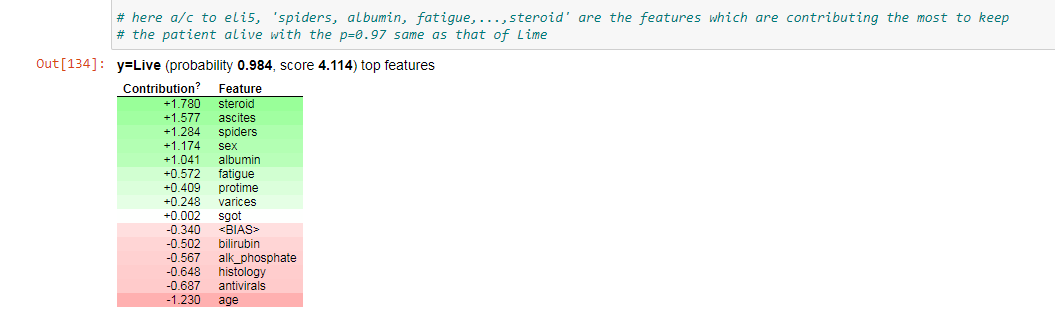 # here a/c to eli5, 'spiders, albumin, fatigue,...,steroid' are the features which are contributing the most to keep
# the patient alive with the p=0.97 same as that of Lime
Out[134]: y=Live (probability 0.984, score 4.114) top features
Contribution? Feature
+1.780 steroid
+1.577 ascites
+1.284 spiders
+1.174 sex
+1.041 albumin
+0.572 fatigue
+0.409 protime
+0.248 varices
+0.002 sgot
-0.340 <BIAS>
-0.502 bilirubin
-0.567 alk_phosphate
-0.648 histology
-0.687 antivirals
-1.230 age